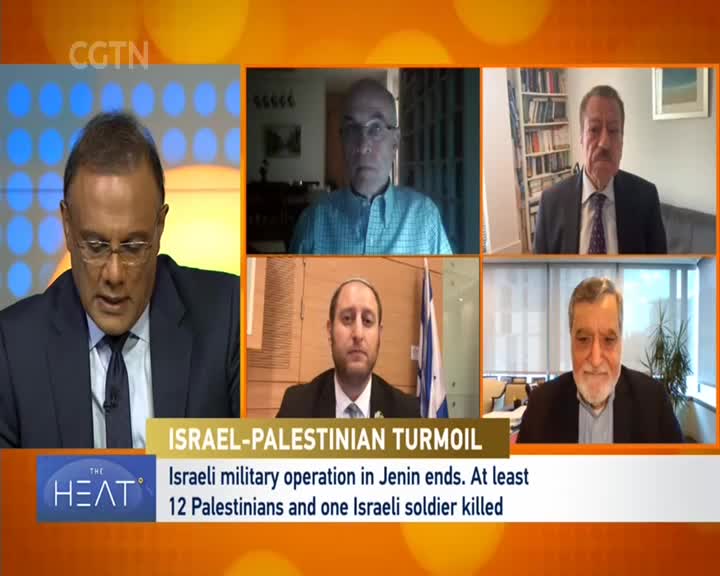 CGTN
ISRAEL-PALESTINIAN TURMOIL
THE
HEAT
Israeli military operation in Jenin ends. At least
12 Palestinians and one Israeli soldier killed